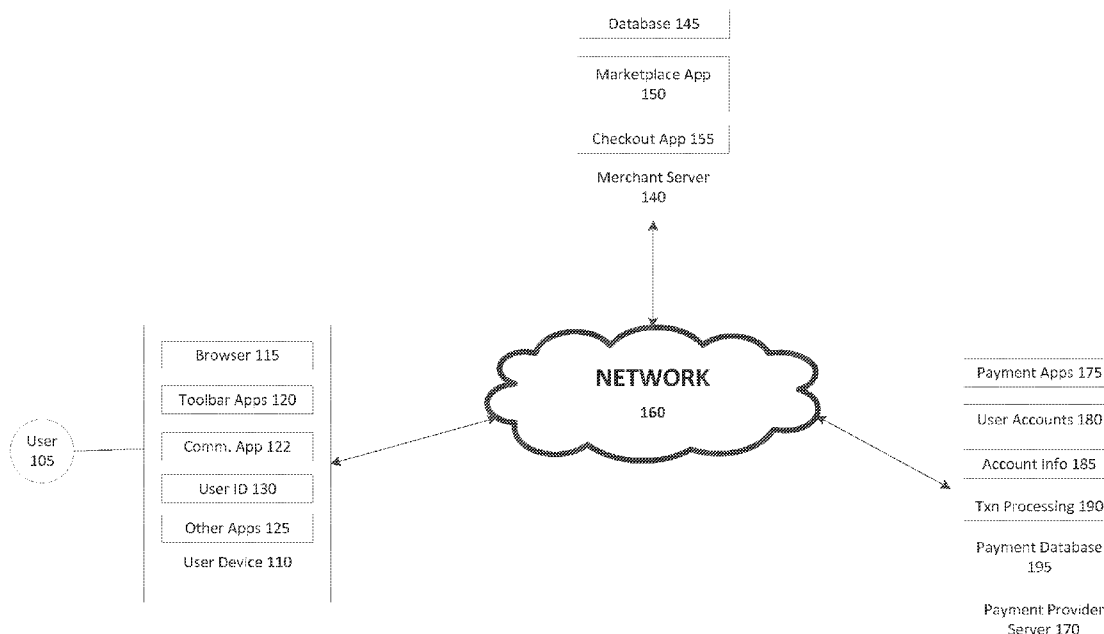 Database 145
Marketplace App
150
Checkout App 155
Merchant Server
140
Browser 115
Toolbar Apps 120
Comm. App 122
User ID 130
Other Apps 125
User Device 110
User
105
NETWORK
160
Payment Apps 175
User Accounts 180
Account Info 185
Txn Processing 190
Payment Database
195
Payment Provider
Server 170